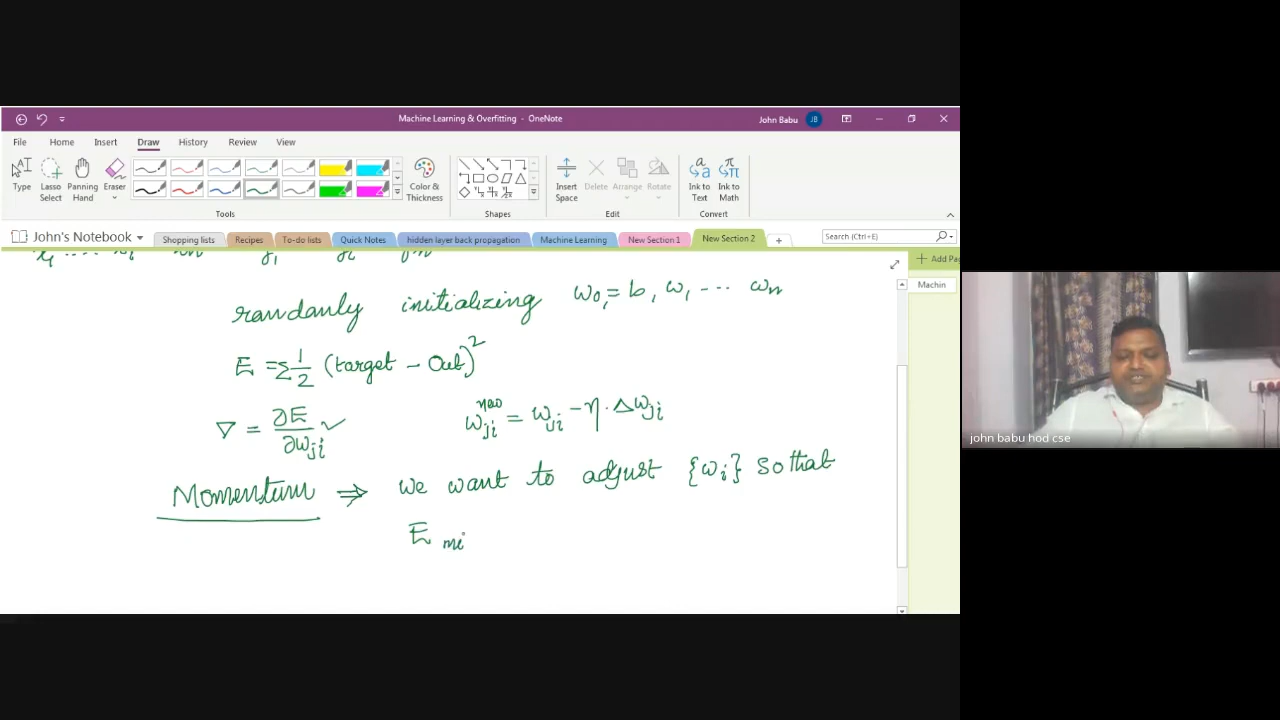 Machine Learning & Overfitting - OneNote
John Babu JB
File Home Insert Draw History Review View
Type
Lasso Select
Panning Hand
Eraser
Color & Thickness
Insert Space
Delete
Arrange
Rotate
Ink to Text
Ink to Math
Tools Shapes Edit Convert
John's Notebook Shopping lists Recipes To-do lists Quick Notes hidden layer back propagation Machine Learning New Section 1 New Section 2 Search (Ctrl+E)
Add Pag
Machin
randanly initializing w₀ = b, w₁ --- wₙ
E = Σ 1/2 (target - Out)²
∇ = ∂E/∂wji ✓ wji new = wji - η . Δwji
Momentum ⇒ we want to adjust {wi} so that
E mi
john babu hod cse